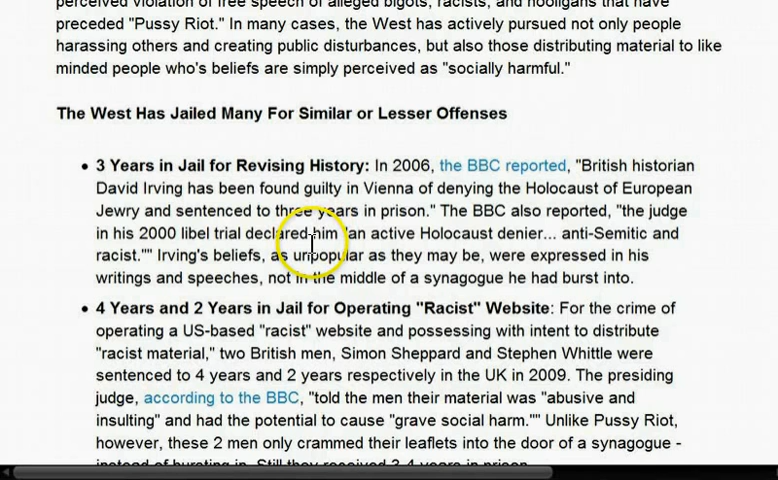 perceived violation of free speech of alleged bigots, racists, and hooligans that have
preceded "Pussy Riot." In many cases, the West has actively pursued not only people
harassing others and creating public disturbances, but also those distributing material to like
minded people who's beliefs are simply perceived as "socially harmful."
The West Has Jailed Many For Similar or Lesser Offenses
• 3 Years in Jail for Revising History: In 2006, the BBC reported, "British historian
David Irving has been found guilty in Vienna of denying the Holocaust of European
Jewry and sentenced to three years in prison." The BBC also reported, "the judge
in his 2000 libel trial declared him "an active Holocaust denier... anti-Semitic and
racist."" Irving's beliefs, as unpopular as they may be, were expressed in his
writings and speeches, not in the middle of a synagogue he had burst into.
• 4 Years and 2 Years in Jail for Operating "Racist" Website: For the crime of
operating a US-based "racist" website and possessing with intent to distribute
"racist material," two British men, Simon Sheppard and Stephen Whittle were
sentenced to 4 years and 2 years respectively in the UK in 2009. The presiding
judge, according to the BBC, "told the men their material was "abusive and
insulting" and had the potential to cause "grave social harm."" Unlike Pussy Riot,
however, these 2 men only crammed their leaflets into the door of a synagogue -
instead of bursting in. Still they received 2-4 years in prison.